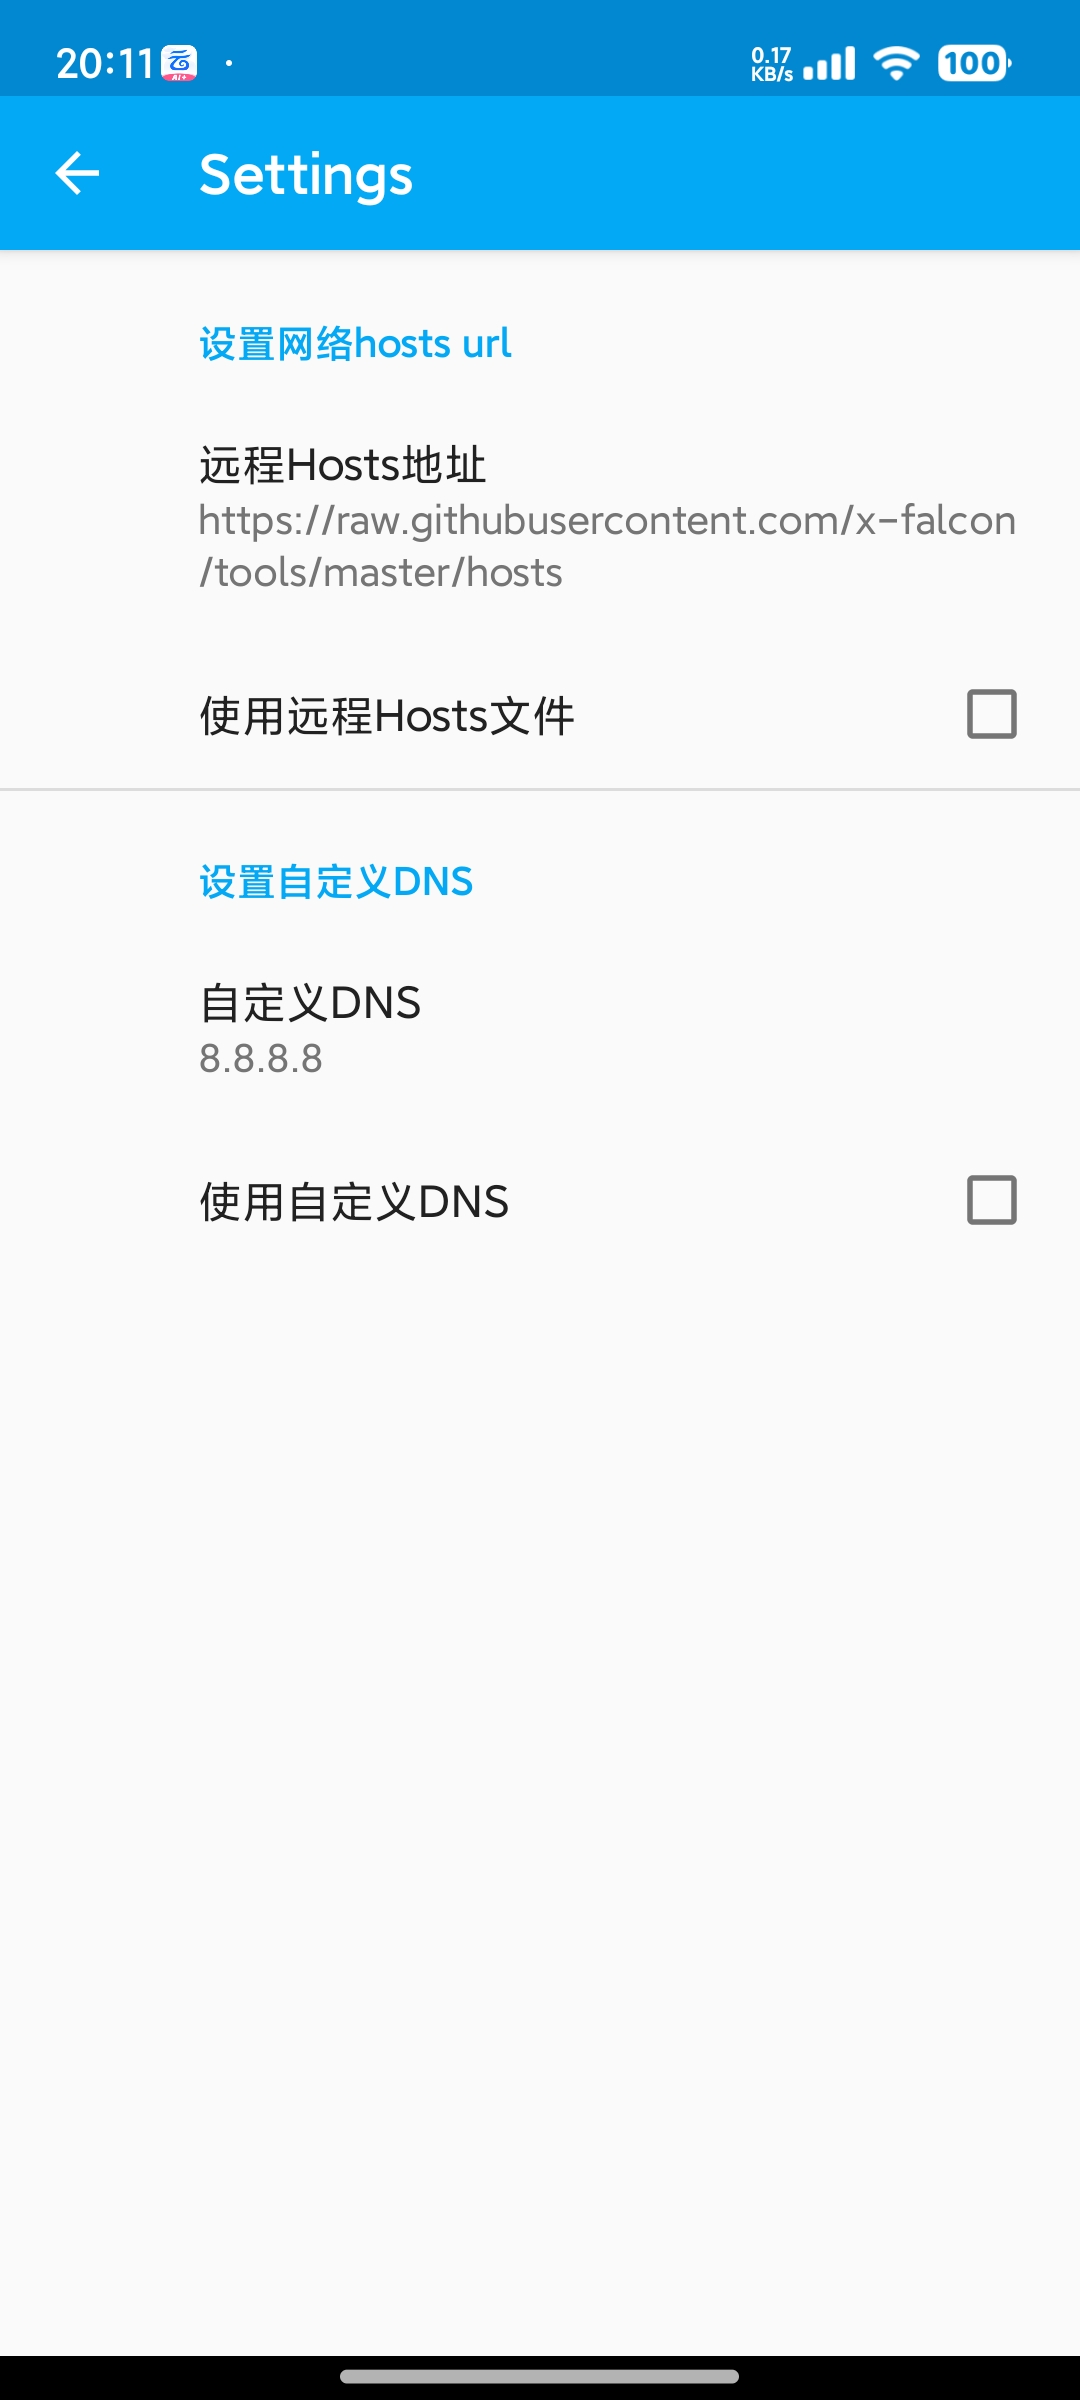 20:11
AI+
0.17
KB/s
100
Settings
设置网络hosts url
远程Hosts地址
https://raw.githubusercontent.com/x-falcon
/tools/master/hosts
使用远程Hosts文件
设置自定义DNS
自定义DNS
8.8.8.8
使用自定义DNS